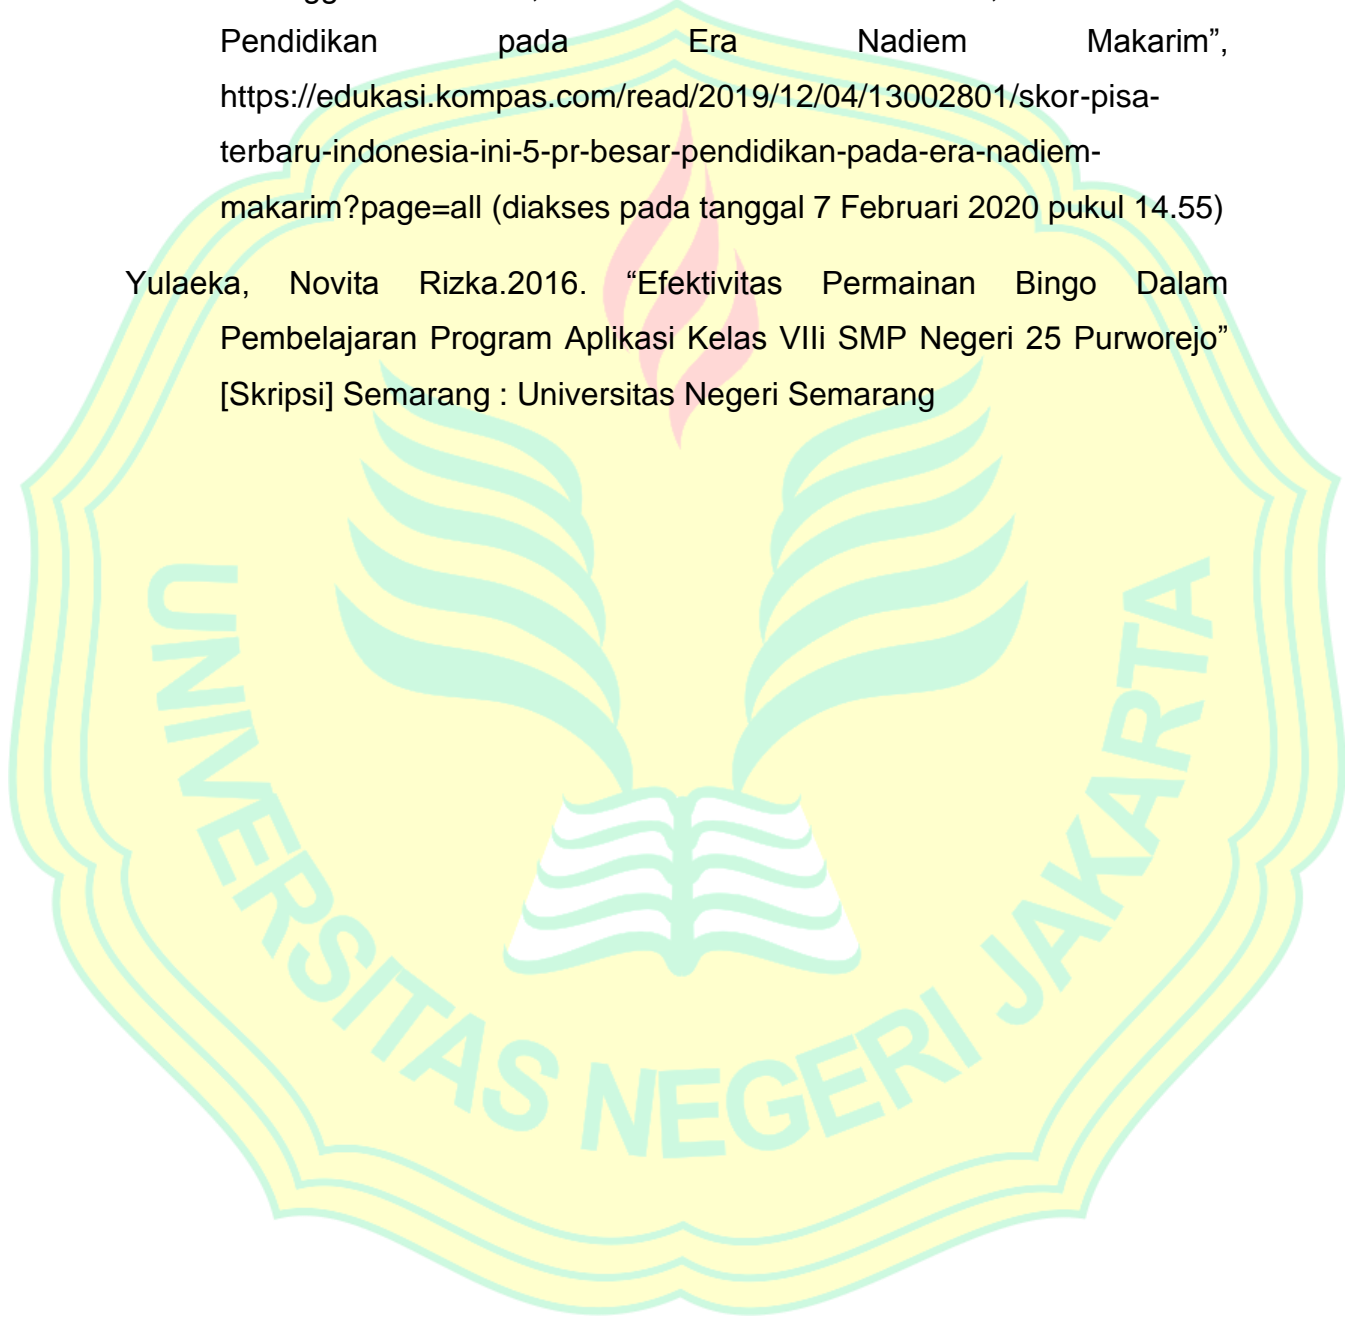 Pendidikan pada Era Nadiem Makarim”,
https://edukasi.kompas.com/read/2019/12/04/13002801/skor-pisa-
terbaru-indonesia-ini-5-pr-besar-pendidikan-pada-era-nadiem-
makarim?page=all (diakses pada tanggal 7 Februari 2020 pukul 14.55)
Yulaeka, Novita Rizka.2016. “Efektivitas Permainan Bingo Dalam
Pembelajaran Program Aplikasi Kelas VIIi SMP Negeri 25 Purworejo”
[Skripsi] Semarang : Universitas Negeri Semarang
UNIVERSITAS NEGERI JAKARTA